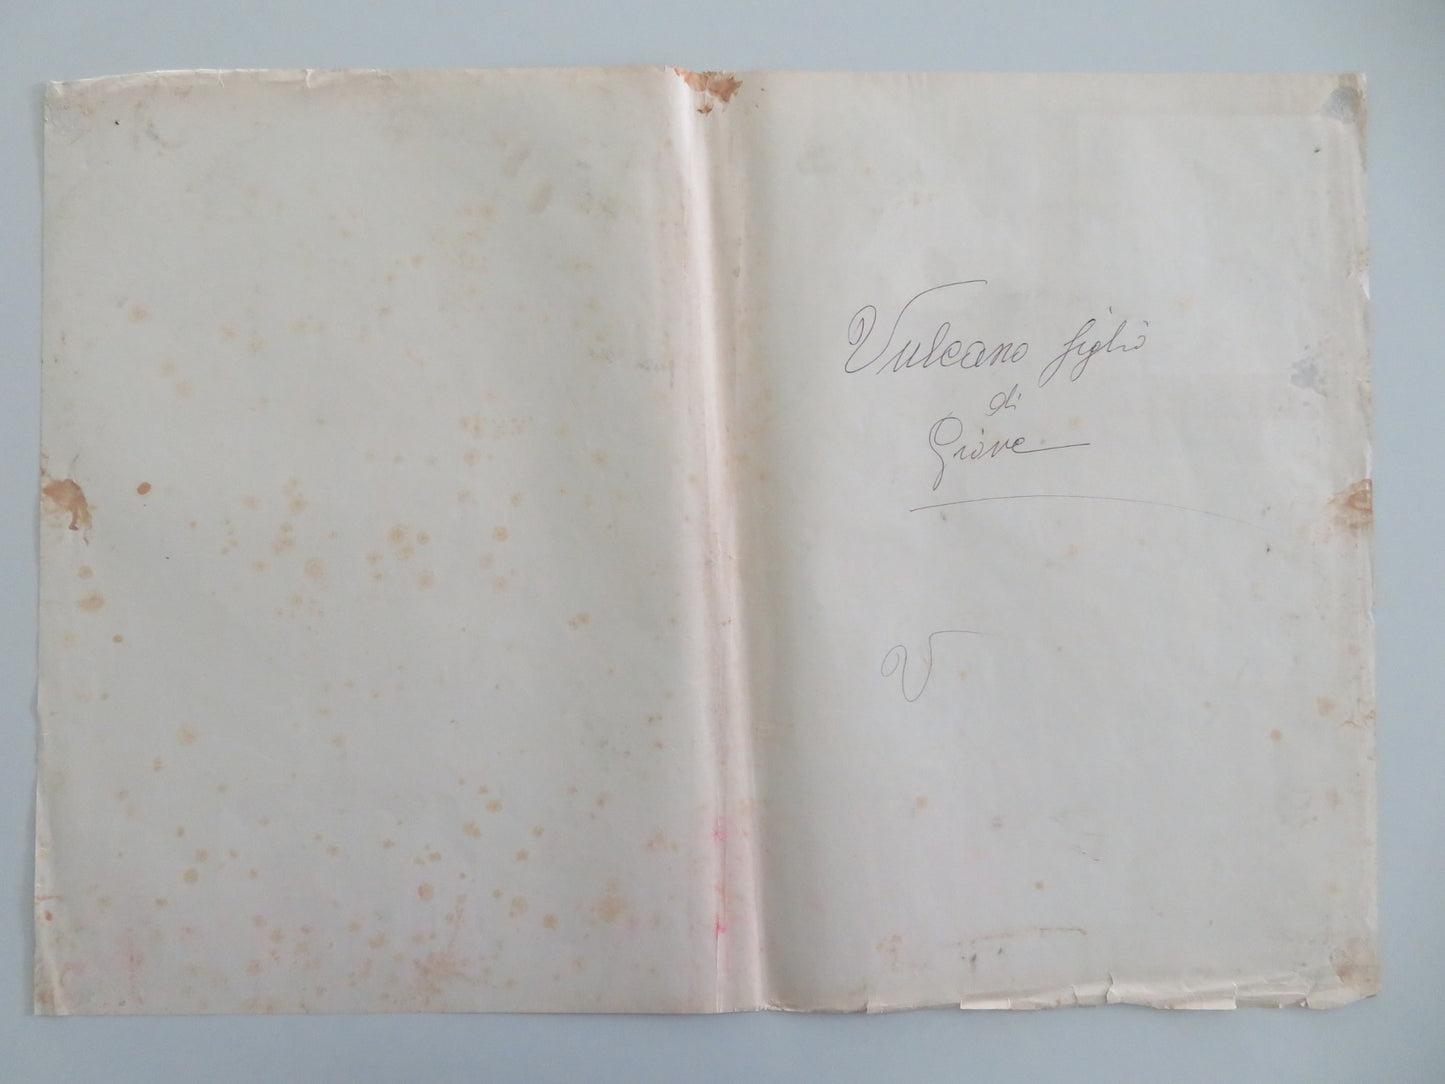 Vulcano figlio
di
Giove
V